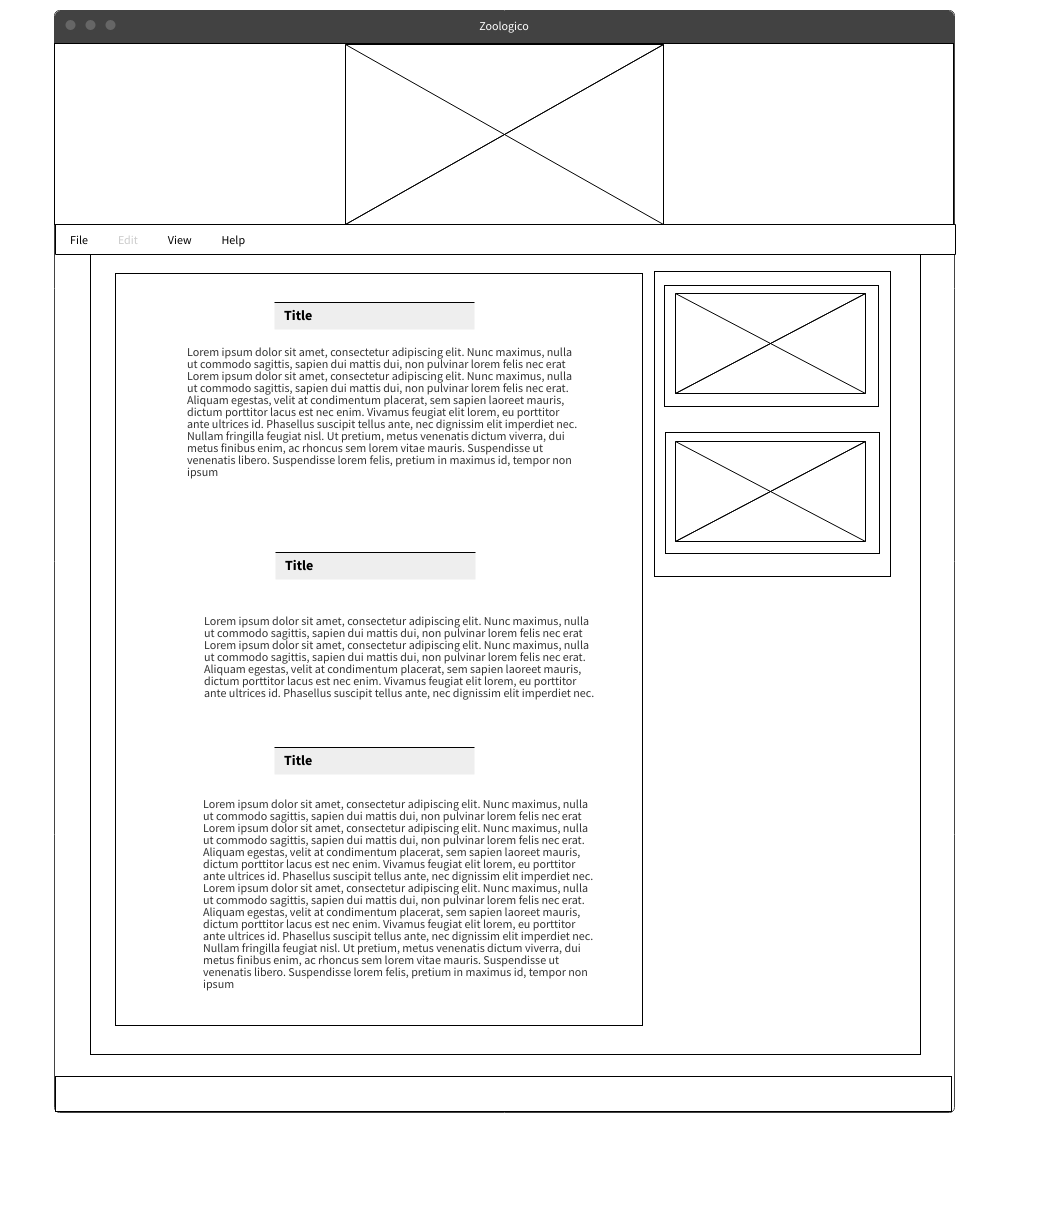 Zoologico
File Edit View Help
Title
Lorem ipsum dolor sit amet, consectetur adipiscing elit. Nunc maximus, nulla
ut commodo sagittis, sapien dui mattis dui, non pulvinar lorem felis nec erat
Lorem ipsum dolor sit amet, consectetur adipiscing elit. Nunc maximus, nulla
ut commodo sagittis, sapien dui mattis dui, non pulvinar lorem felis nec erat.
Aliquam egestas, velit at condimentum placerat, sem sapien laoreet mauris,
dictum porttitor lacus est nec enim. Vivamus feugiat elit lorem, eu porttitor
ante ultrices id. Phasellus suscipit tellus ante, nec dignissim elit imperdiet nec.
Nullam fringilla feugiat nisl. Ut pretium, metus venenatis dictum viverra, dui
metus finibus enim, ac rhoncus sem lorem vitae mauris. Suspendisse ut
venenatis libero. Suspendisse lorem felis, pretium in maximus id, tempor non
ipsum
Title
Lorem ipsum dolor sit amet, consectetur adipiscing elit. Nunc maximus, nulla
ut commodo sagittis, sapien dui mattis dui, non pulvinar lorem felis nec erat
Lorem ipsum dolor sit amet, consectetur adipiscing elit. Nunc maximus, nulla
ut commodo sagittis, sapien dui mattis dui, non pulvinar lorem felis nec erat.
Aliquam egestas, velit at condimentum placerat, sem sapien laoreet mauris,
dictum porttitor lacus est nec enim. Vivamus feugiat elit lorem, eu porttitor
ante ultrices id. Phasellus suscipit tellus ante, nec dignissim elit imperdiet nec.
Title
Lorem ipsum dolor sit amet, consectetur adipiscing elit. Nunc maximus, nulla
ut commodo sagittis, sapien dui mattis dui, non pulvinar lorem felis nec erat
Lorem ipsum dolor sit amet, consectetur adipiscing elit. Nunc maximus, nulla
ut commodo sagittis, sapien dui mattis dui, non pulvinar lorem felis nec erat.
Aliquam egestas, velit at condimentum placerat, sem sapien laoreet mauris,
dictum porttitor lacus est nec enim. Vivamus feugiat elit lorem, eu porttitor
ante ultrices id. Phasellus suscipit tellus ante, nec dignissim elit imperdiet nec.
Lorem ipsum dolor sit amet, consectetur adipiscing elit. Nunc maximus, nulla
ut commodo sagittis, sapien dui mattis dui, non pulvinar lorem felis nec erat.
Aliquam egestas, velit at condimentum placerat, sem sapien laoreet mauris,
dictum porttitor lacus est nec enim. Vivamus feugiat elit lorem, eu porttitor
ante ultrices id. Phasellus suscipit tellus ante, nec dignissim elit imperdiet nec.
Nullam fringilla feugiat nisl. Ut pretium, metus venenatis dictum viverra, dui
metus finibus enim, ac rhoncus sem lorem vitae mauris. Suspendisse ut
venenatis libero. Suspendisse lorem felis, pretium in maximus id, tempor non
ipsum